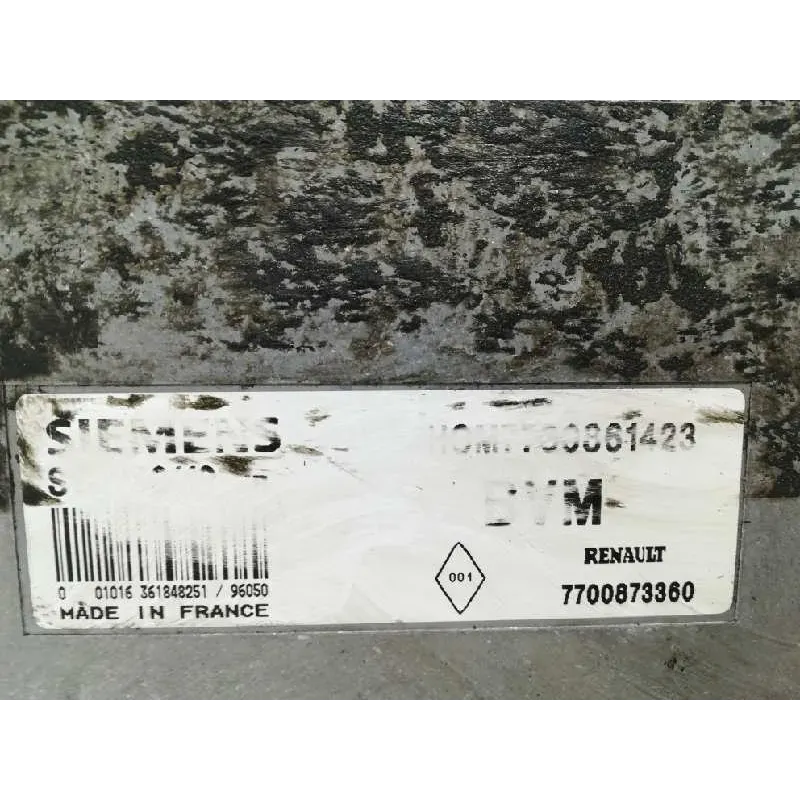 SIEMENS
HOM7700861423
BVM
001
RENAULT
7700873360
0 01016 361848251 / 96050
MADE IN FRANCE